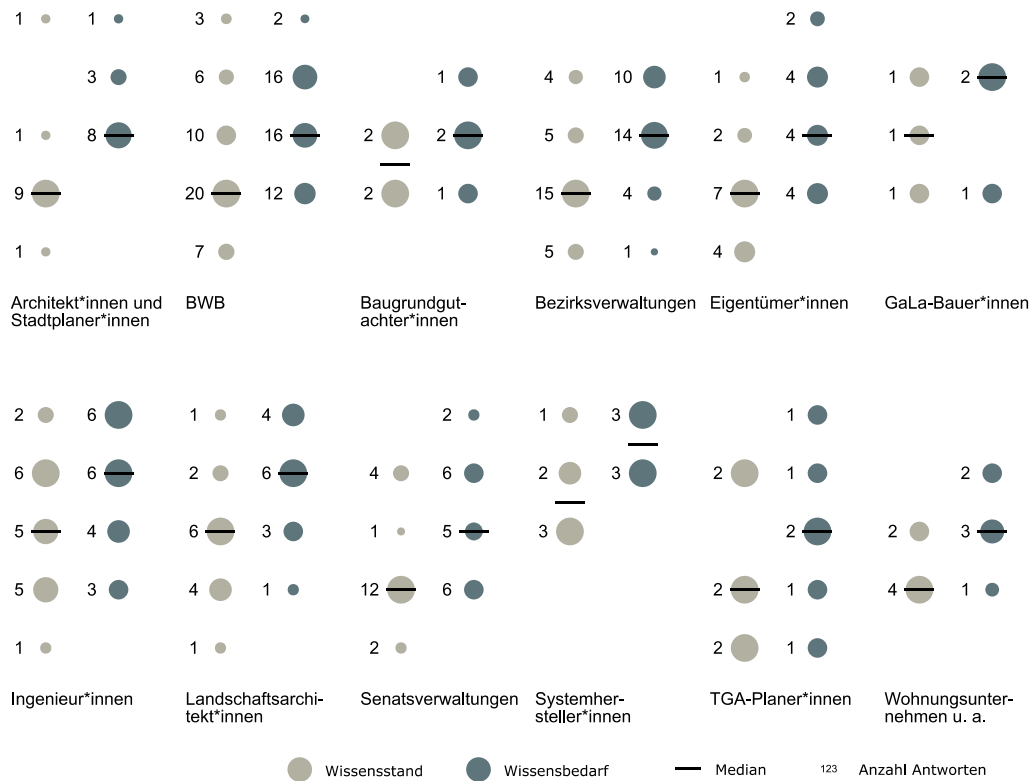 1 1 3 2 2
3 6 16 1 4 10 1 4 1 2
1 8 10 16 2 2 5 14 2 4 1
9 20 12 2 1 15 4 7 4 1 1
1 7 5 1 4
Architekt*innen und BWB Baugrundgut- Bezirksverwaltungen Eigentümer*innen GaLa-Bauer*innen
Stadtplaner*innen achter*innen
2 6 1 4 2 1 3 1
6 6 2 6 4 6 2 3 2 1 2
5 4 6 3 1 5 3 2 2 3
5 3 4 1 12 6 2 1 4 1
1 1 2 2 1
Ingenieur*innen Landschaftsarchi- Senatsverwaltungen Systemher- TGA-Planer*innen Wohnungsunter-
tekt*innen steller*innen nehmen u. a.
Wissensstand Wissensbedarf Median 123 Anzahl Antworten